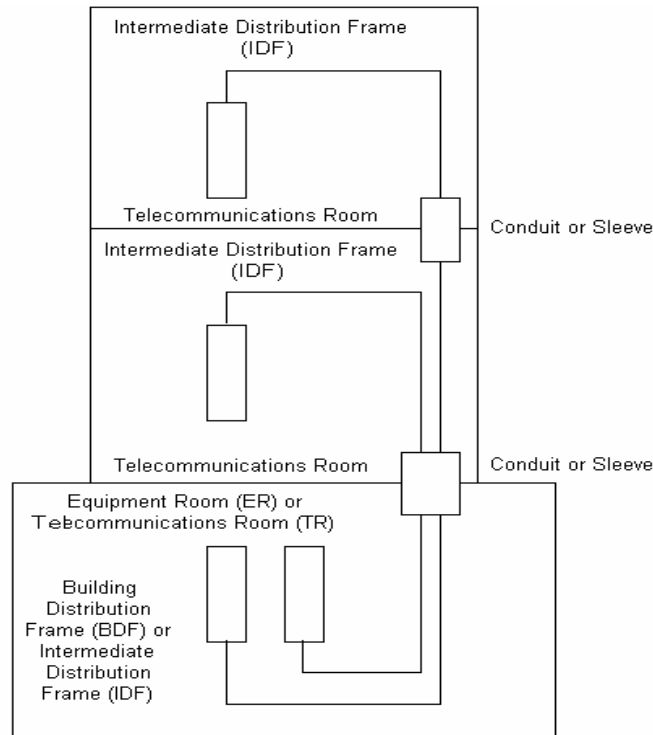 Intermediate Distribution Frame
(IDF)
Telecommunications Room
Conduit or Sleeve
Intermediate Distribution Frame
(IDF)
Telecommunications Room
Conduit or Sleeve
Equipment Room (ER) or
Telecommunications Room (TR)
Building
Distribution
Frame (BDF) or
Intermediate
Distribution
Frame (IDF)